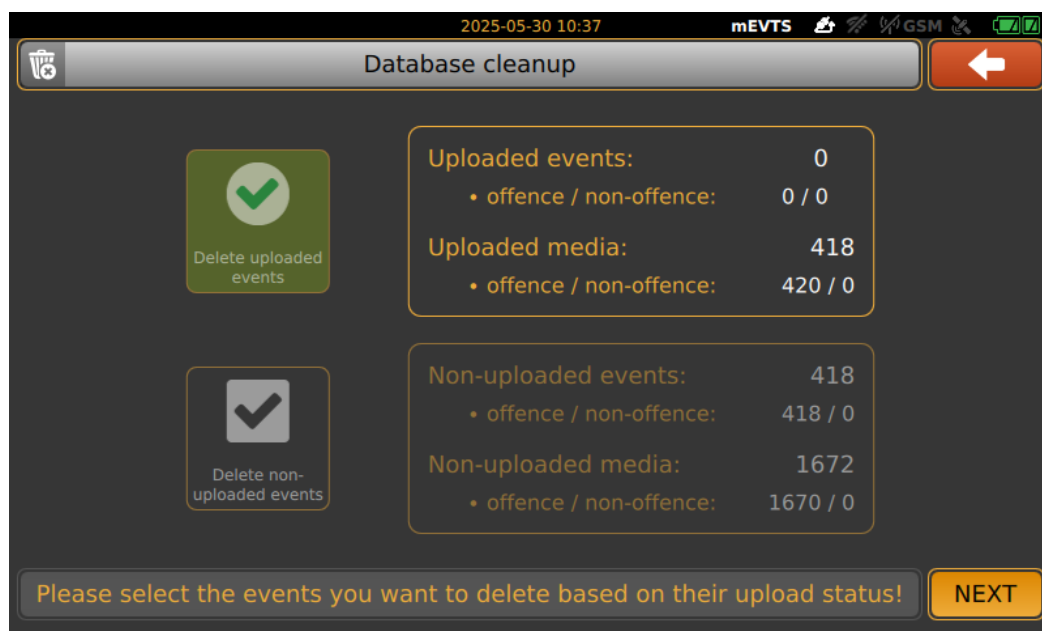 2025-05-30 10:37 mEVTS GSM
Database cleanup
Delete uploaded
events
Uploaded events: 0
• offence / non-offence: 0 / 0
Uploaded media: 418
• offence / non-offence: 420 / 0
Delete non-
uploaded events
Non-uploaded events: 418
• offence / non-offence: 418 / 0
Non-uploaded media: 1672
• offence / non-offence: 1670 / 0
Please select the events you want to delete based on their upload status!
NEXT